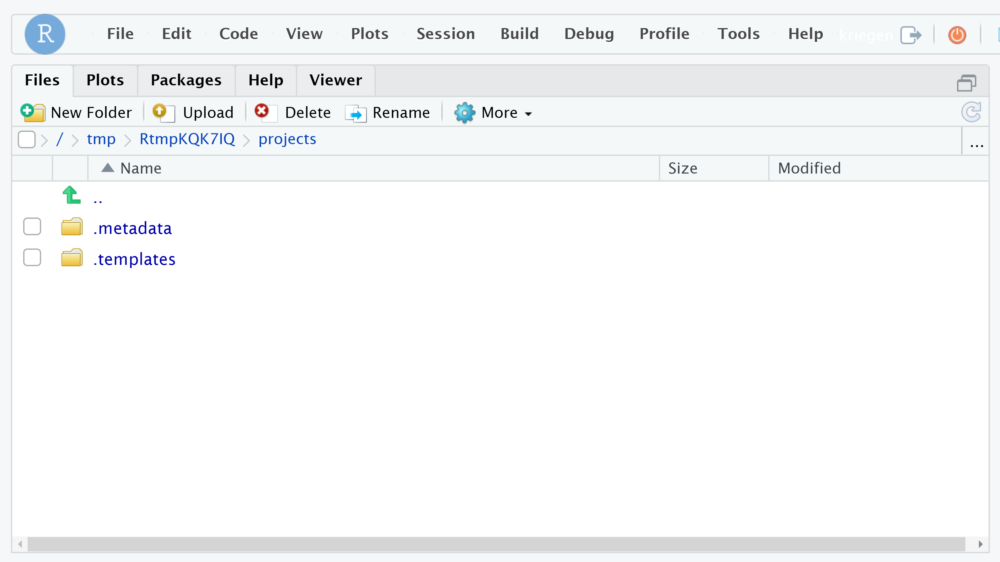 R File Edit Code View Plots Session Build Debug Profile Tools Help kriegen
Files Plots Packages Help Viewer
New Folder Upload Delete Rename More
/ tmp RtmpKQK7IQ projects ...
Name Size Modified
..
.metadata
.templates